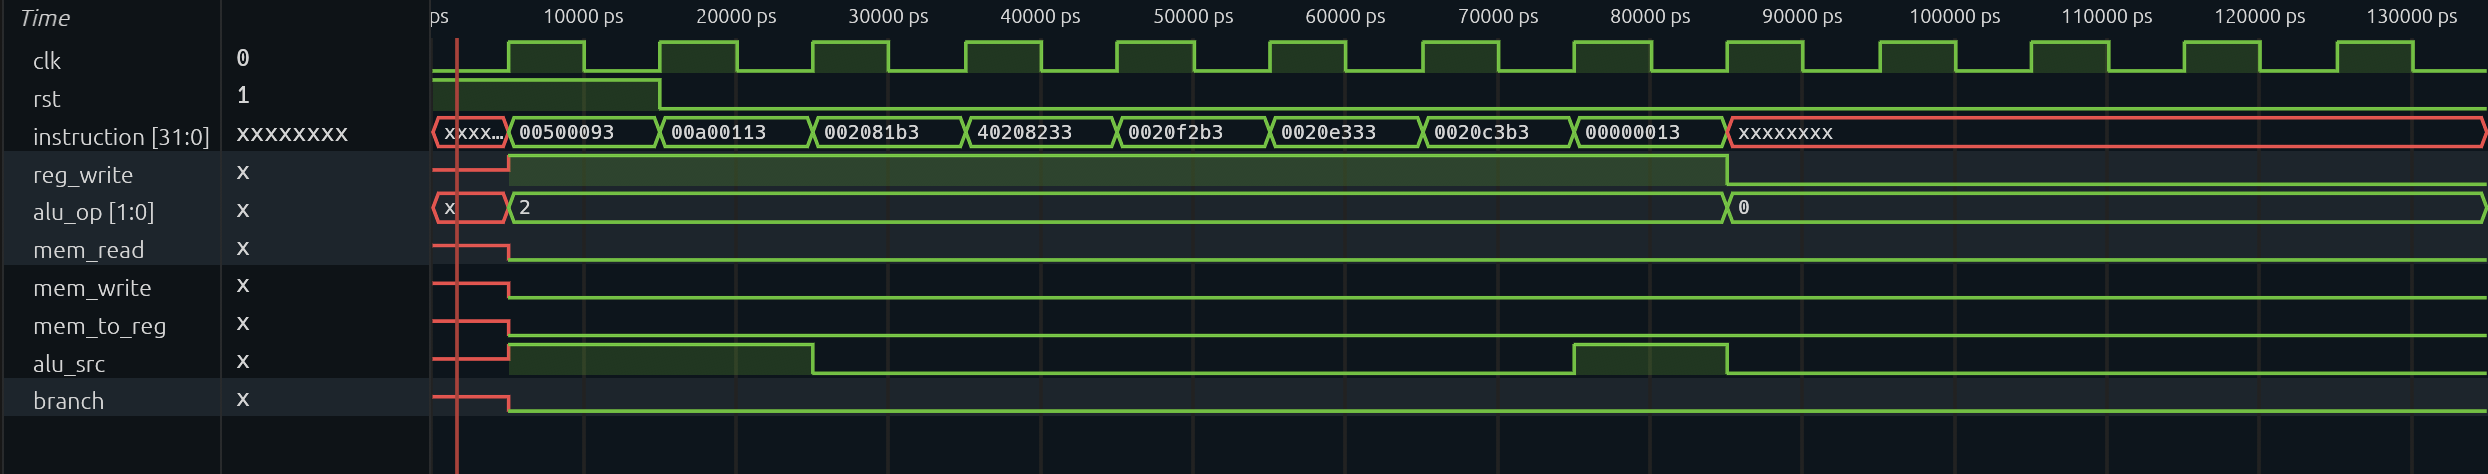 Time ps 10000 ps 20000 ps 30000 ps 40000 ps 50000 ps 60000 ps 70000 ps 80000 ps 90000 ps 100000 ps 110000 ps 120000 ps 130000 ps
clk 0
rst 1
instruction [31:0] xxxxxxxx xxxx… 00500093 00a00113 002081b3 40208233 0020f2b3 0020e333 0020c3b3 00000013 xxxxxxxx
reg_write x
alu_op [1:0] x x 2 0
mem_read x
mem_write x
mem_to_reg x
alu_src x
branch x